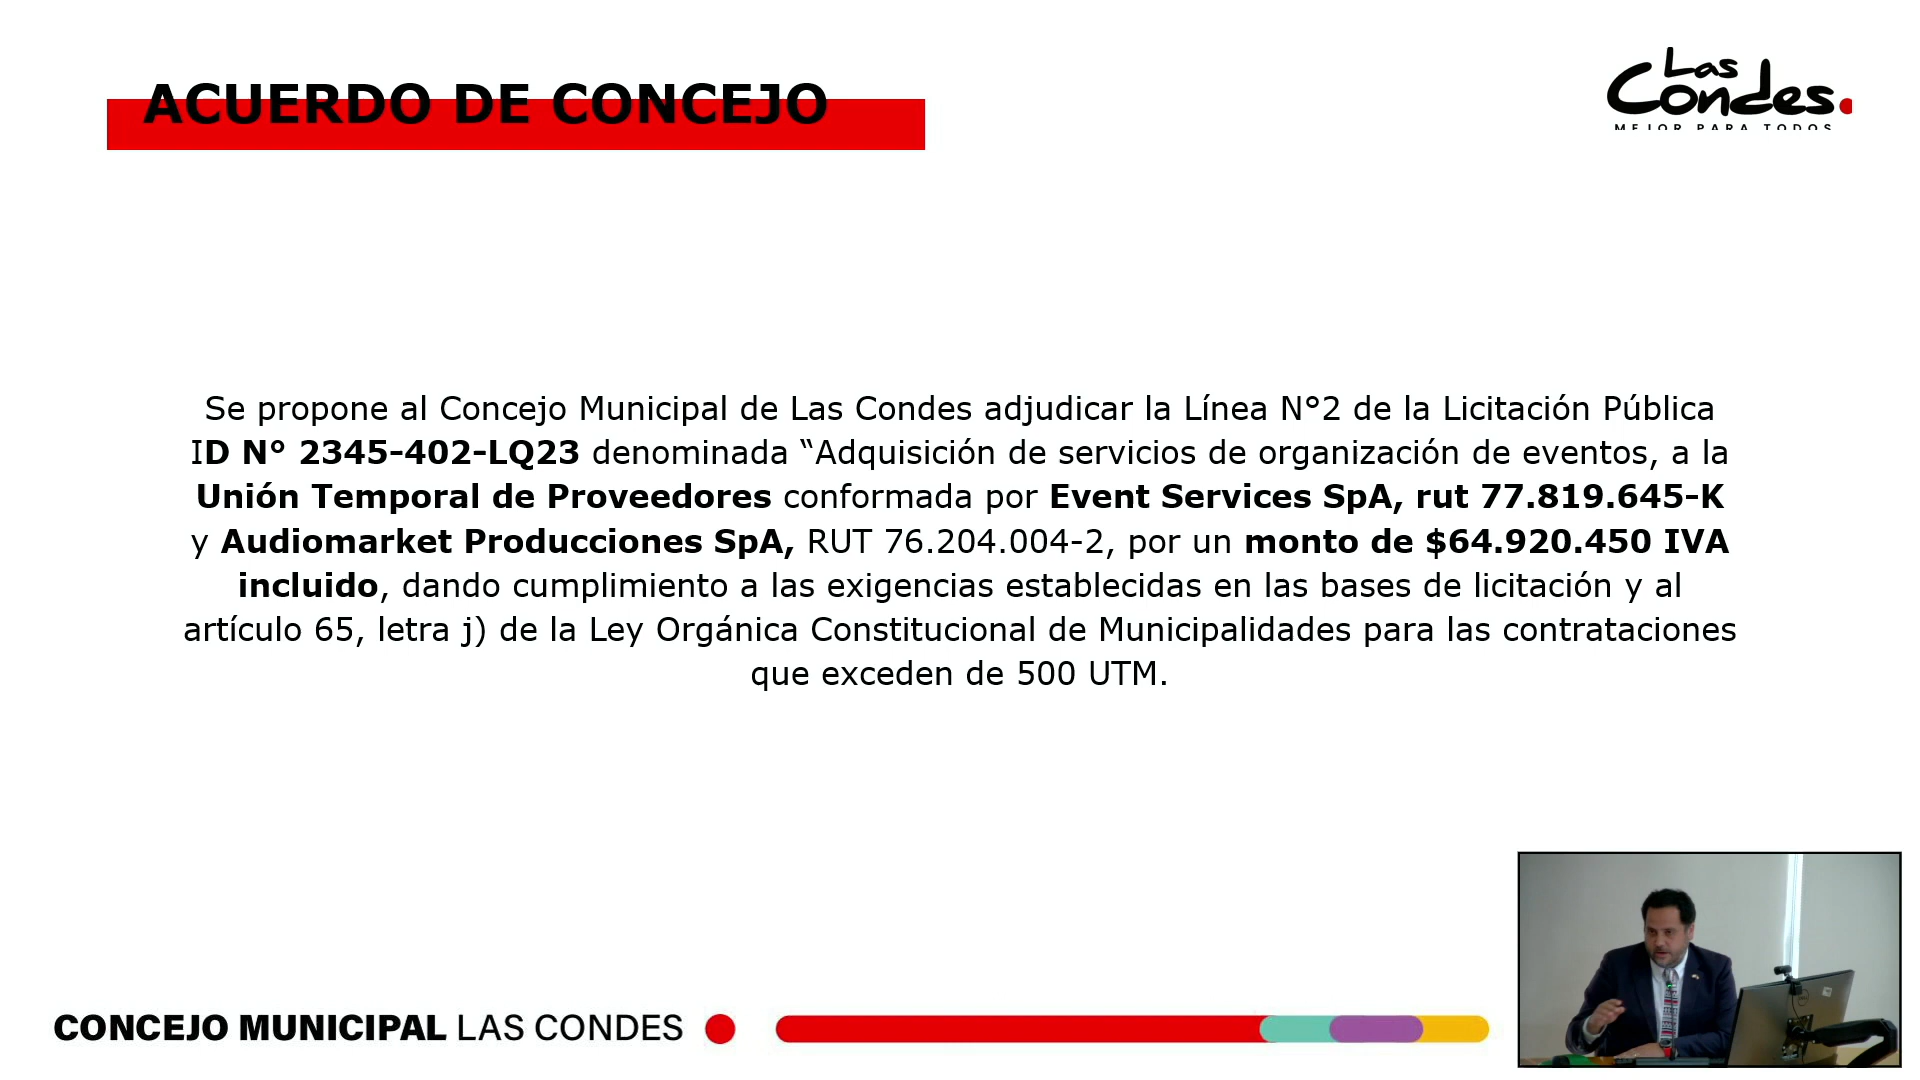 ACUERDO DE CONCEJO
Las
Condes.
MEJOR PARA TODOS
Se propone al Concejo Municipal de Las Condes adjudicar la Línea N°2 de la Licitación Pública
ID N° 2345-402-LQ23 denominada “Adquisición de servicios de organización de eventos, a la
Unión Temporal de Proveedores conformada por Event Services SpA, rut 77.819.645-K
y Audiomarket Producciones SpA, RUT 76.204.004-2, por un monto de $64.920.450 IVA
incluido, dando cumplimiento a las exigencias establecidas en las bases de licitación y al
artículo 65, letra j) de la Ley Orgánica Constitucional de Municipalidades para las contrataciones
que exceden de 500 UTM.
CONCEJO MUNICIPAL LAS CONDES